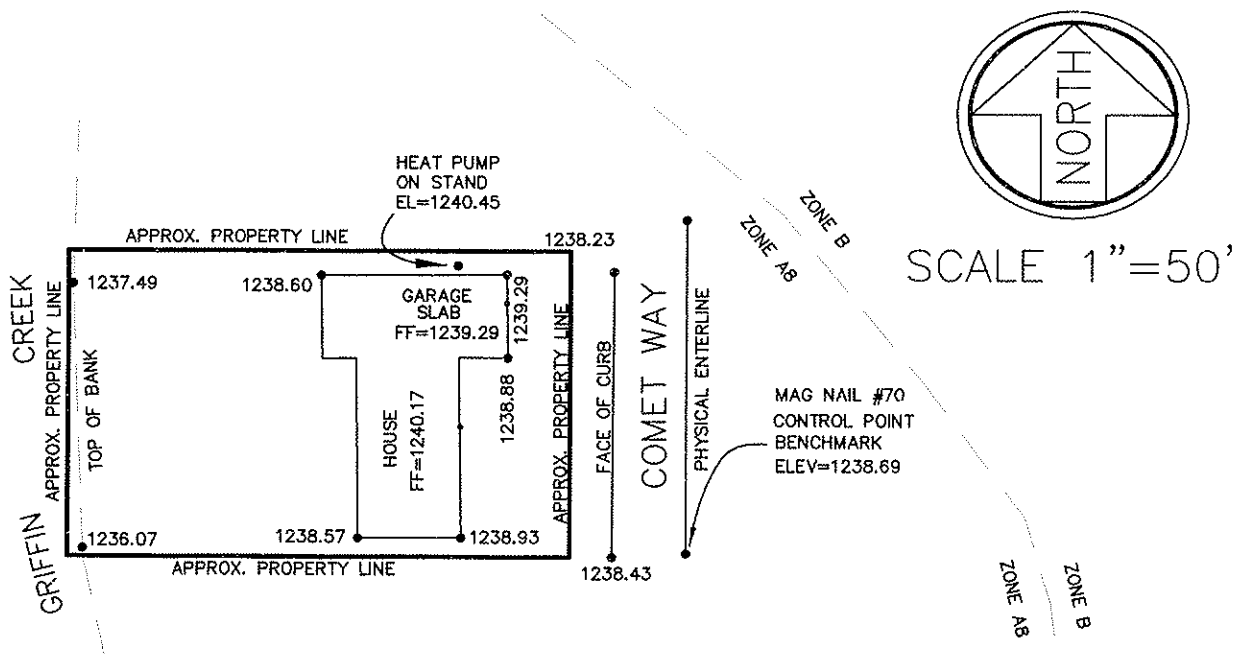 NORTH
SCALE 1"=50'
HEAT PUMP
ON STAND
EL=1240.45
ZONE B
ZONE A8
APPROX. PROPERTY LINE
1238.23
1237.49
1238.60
GARAGE
SLAB
FF=1239.29
1239.29
CREEK
APPROX. PROPERTY LINE
TOP OF BANK
HOUSE
FF=1240.17
1238.88
APPROX. PROPERTY LINE
FACE OF CURB
COMET WAY
PHYSICAL ENTERLINE
MAG NAIL #70
CONTROL POINT
BENCHMARK
ELEV=1238.69
GRIFFIN
1236.07
1238.57
1238.93
APPROX. PROPERTY LINE
1238.43
ZONE A8
ZONE B